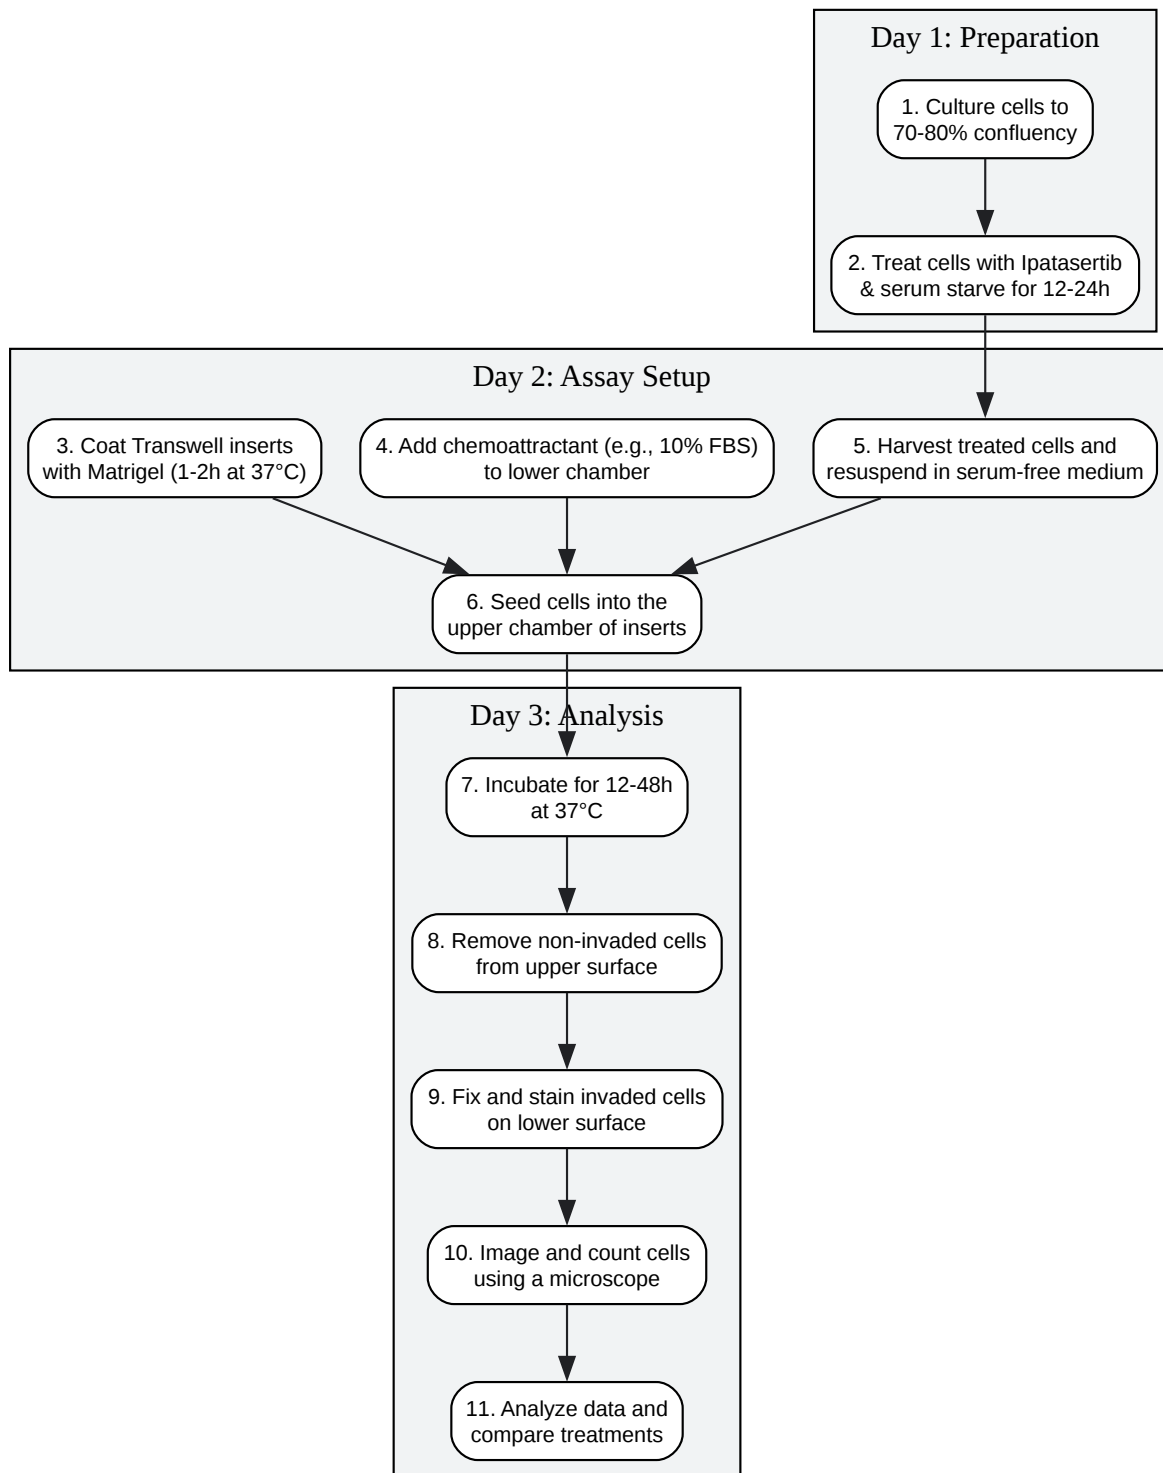 Day 1: Preparation
1. Culture cells to
70-80% confluency
2. Treat cells with Ipatasertib
& serum starve for 12-24h
Day 2: Assay Setup
3. Coat Transwell inserts
with Matrigel (1-2h at 37°C)
4. Add chemoattractant (e.g., 10% FBS)
to lower chamber
5. Harvest treated cells and
resuspend in serum-free medium
6. Seed cells into the
upper chamber of inserts
Day 3: Analysis
7. Incubate for 12-48h
at 37°C
8. Remove non-invaded cells
from upper surface
9. Fix and stain invaded cells
on lower surface
10. Image and count cells
using a microscope
11. Analyze data and
compare treatments